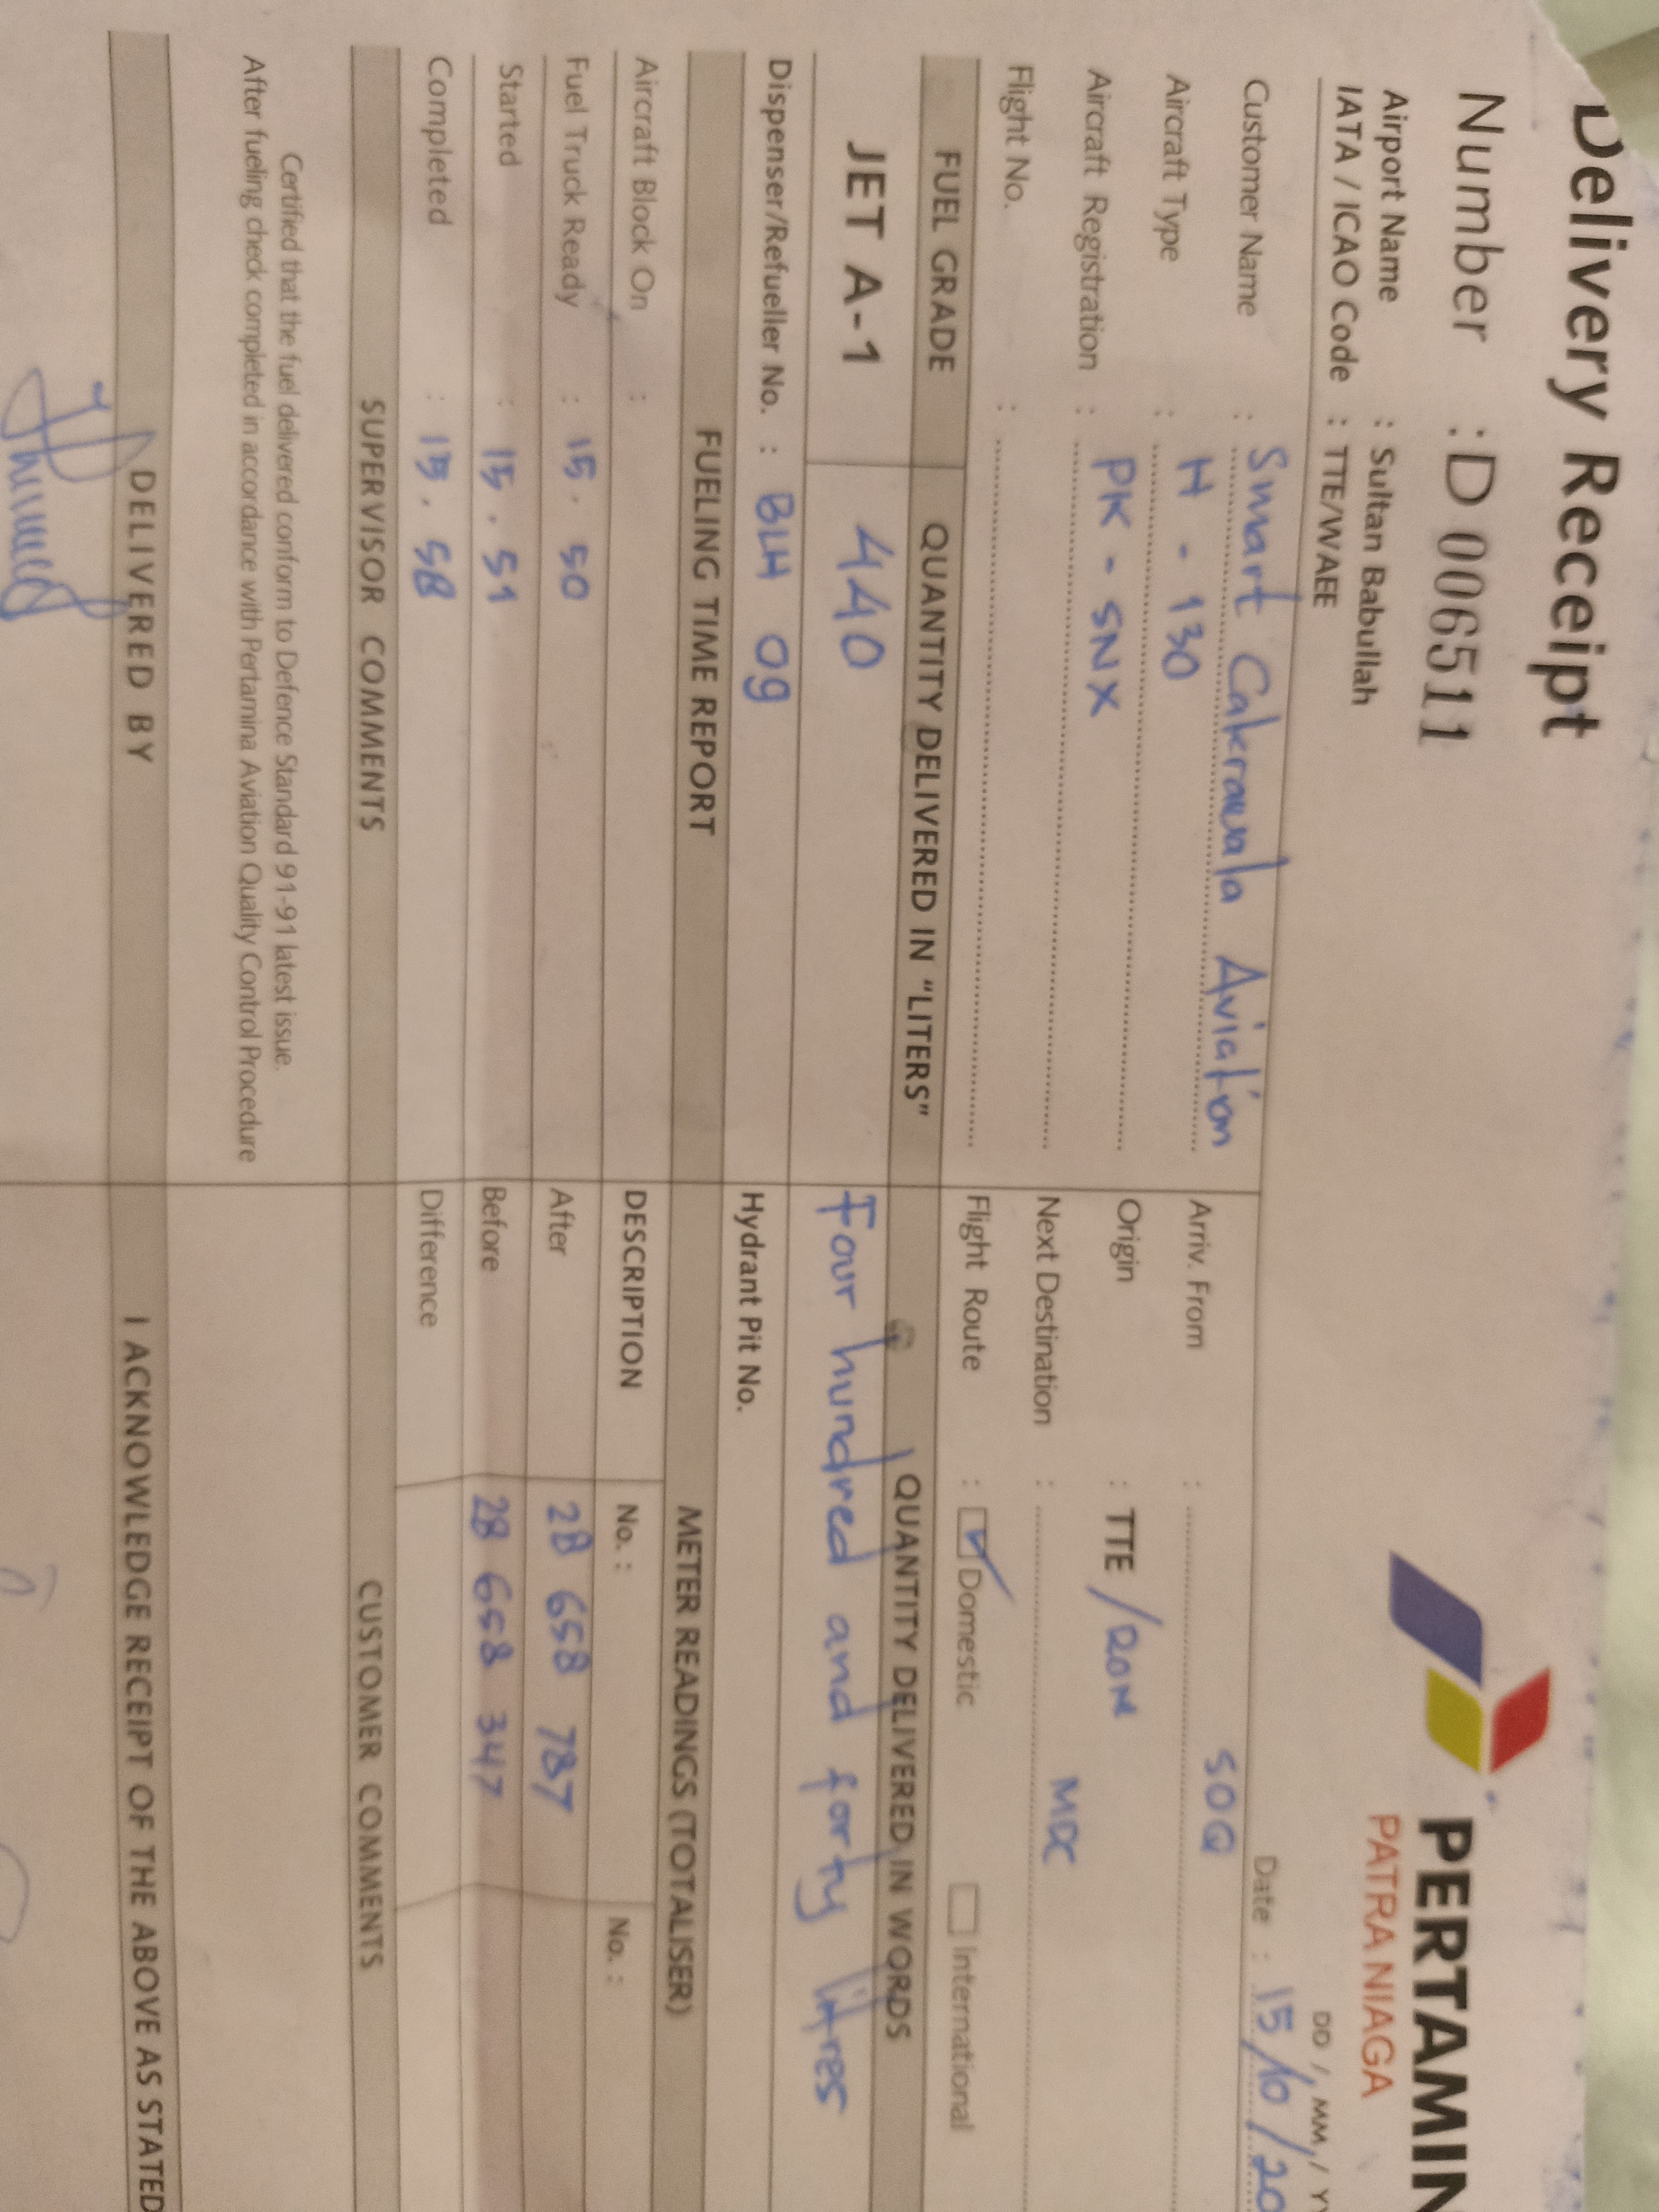 Delivery Receipt
Number : D 006511
PERTAMIN
PATRA NIAGA
Airport Name : Sultan Babullah
IATA / ICAO Code : TTE/WAEE
DD / MM / YY
Date : 15/10/20
Customer Name : Smart Cakrawala Aviation
Arriv. From : SOQ
Aircraft Type : H - 130
Origin : TTE /RON
Aircraft Registration : PK - SNX
Next Destination : MDC
Flight No. :
Flight Route : Domestic International
FUEL GRADE QUANTITY DELIVERED IN "LITERS" QUANTITY DELIVERED IN WORDS
JET A-1 440 Four hundred and forty litres
Dispenser/Refueller No. : BLH 09 Hydrant Pit No.
FUELING TIME REPORT METER READINGS (TOTALISER)
Aircraft Block On : DESCRIPTION No. : No. :
Fuel Truck Ready : 15.50 After 28 658 787
Started : 15.51 Before 28 658 347
Completed : 15.58 Difference
SUPERVISOR COMMENTS CUSTOMER COMMENTS
Certified that the fuel delivered conform to Defence Standard 91-91 latest issue.
After fueling check completed in accordance with Pertamina Aviation Quality Control Procedure
DELIVERED BY I ACKNOWLEDGE RECEIPT OF THE ABOVE AS STATED